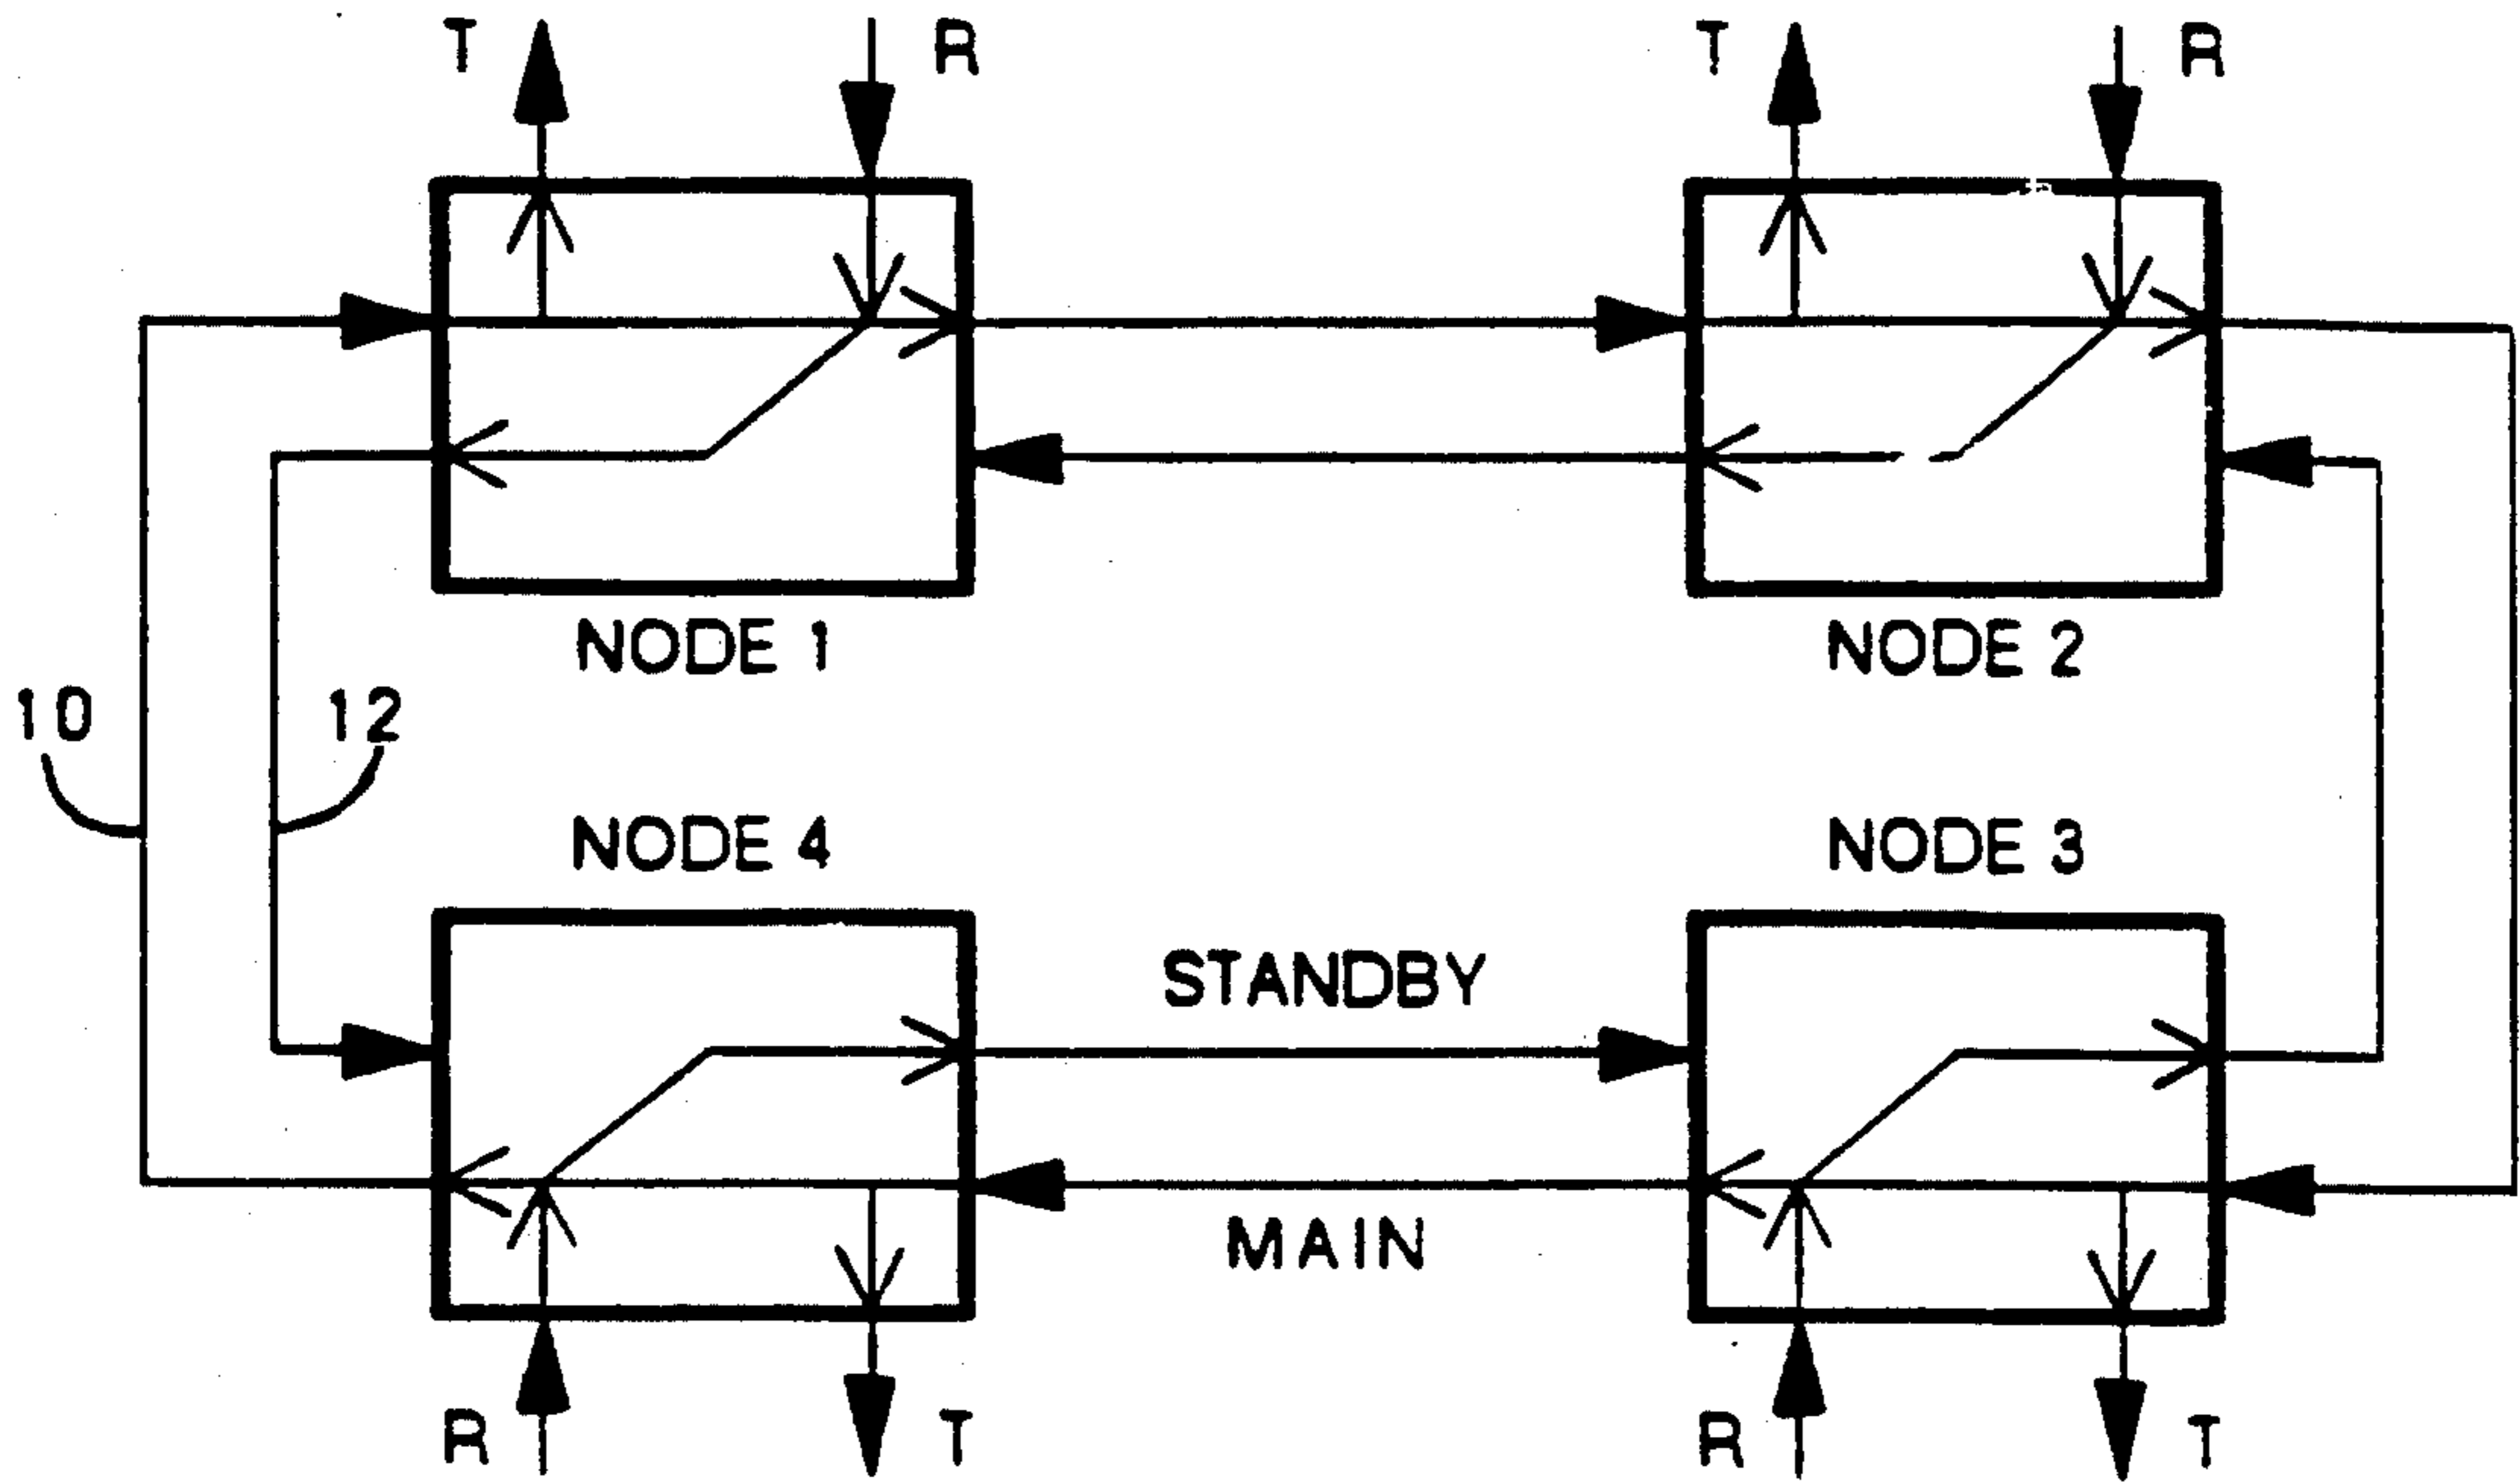 T R T R
NODE 1 NODE 2
10 12
NODE 4 NODE 3
STANDBY
MAIN
R T R T